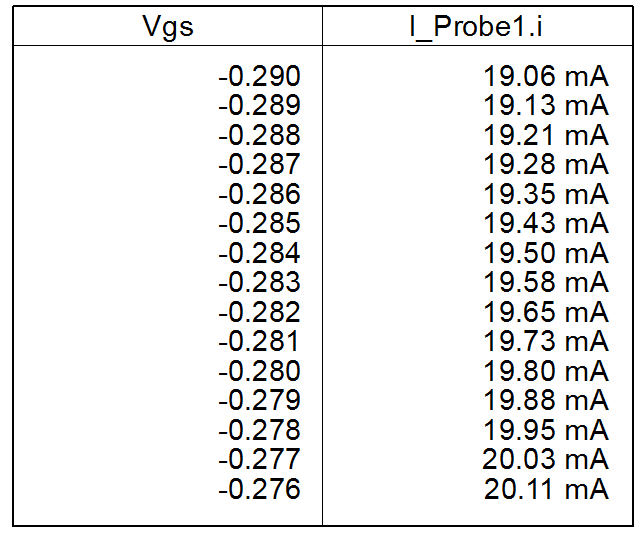 Vgs I_Probe1.i
-0.290 19.06 mA
-0.289 19.13 mA
-0.288 19.21 mA
-0.287 19.28 mA
-0.286 19.35 mA
-0.285 19.43 mA
-0.284 19.50 mA
-0.283 19.58 mA
-0.282 19.65 mA
-0.281 19.73 mA
-0.280 19.80 mA
-0.279 19.88 mA
-0.278 19.95 mA
-0.277 20.03 mA
-0.276 20.11 mA